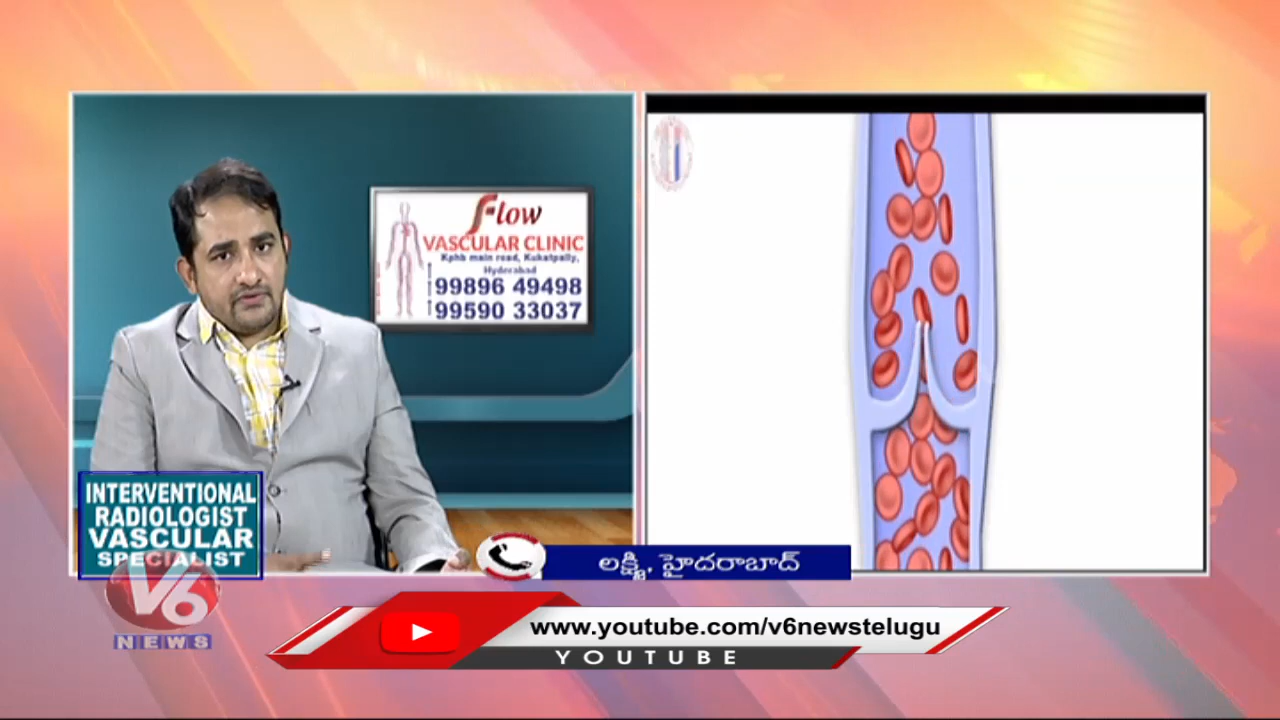 Flow
VASCULAR CLINIC
Kphb main road, Kukatpally,
Hyderabad
99896 49498
99590 33037
INTERVENTIONAL
RADIOLOGIST
VASCULAR
SPECIALIST
లక్ష్మి, హైదరాబాద్
V6
NEWS
www.youtube.com/v6newstelugu
YOUTUBE